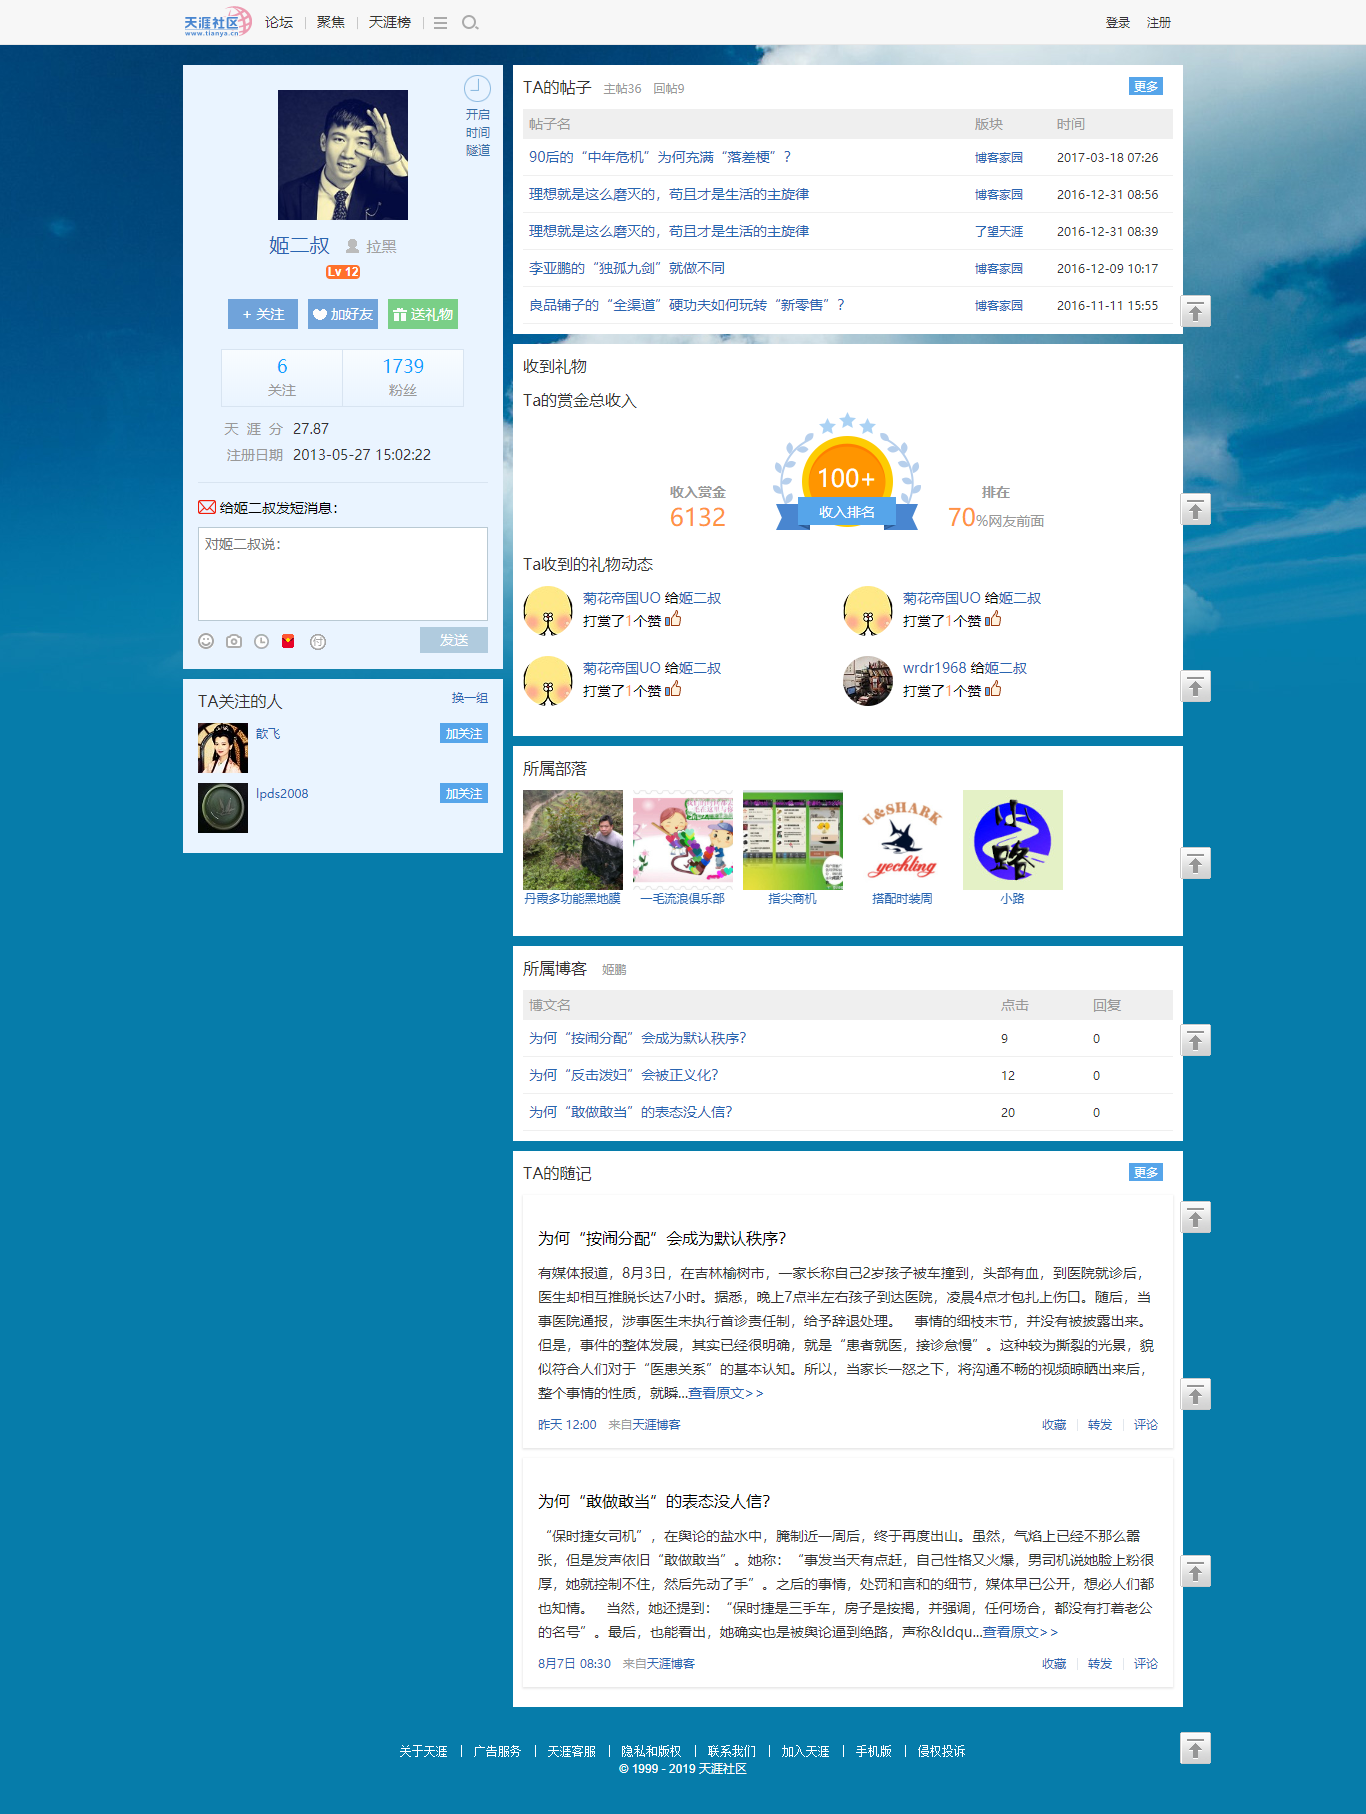 天涯社区
www.tianya.cn
论坛 | 聚焦 | 天涯榜 |
登录 注册
开启
时间
隧道
姬二叔 拉黑
Lv 12
+ 关注 加好友 送礼物
6 1739
关注 粉丝
天 涯 分 27.87
注册日期 2013-05-27 15:02:22
给姬二叔发短消息：
对姬二叔说：
付
发送
TA关注的人 换一组
歆飞 加关注
lpds2008 加关注
TA的帖子 主帖36 回帖9 更多
帖子名 版块 时间
90后的“中年危机”为何充满“落差梗”？ 博客家园 2017-03-18 07:26
理想就是这么磨灭的，苟且才是生活的主旋律 博客家园 2016-12-31 08:56
理想就是这么磨灭的，苟且才是生活的主旋律 了望天涯 2016-12-31 08:39
李亚鹏的“独孤九剑”就做不同 博客家园 2016-12-09 10:17
良品铺子的“全渠道”硬功夫如何玩转“新零售”？ 博客家园 2016-11-11 15:55
收到礼物
Ta的赏金总收入
收入赏金
6132
100+
收入排名
排在
70%网友前面
Ta收到的礼物动态
菊花帝国UO 给姬二叔
打赏了1个赞
菊花帝国UO 给姬二叔
打赏了1个赞
菊花帝国UO 给姬二叔
打赏了1个赞
wrdr1968 给姬二叔
打赏了1个赞
所属部落
U&SHARK
yechling
小路
丹霞多功能黑地膜 一毛流浪俱乐部 指尖商机 搭配时装周 小路
所属博客 姬鹏
博文名 点击 回复
为何“按闹分配”会成为默认秩序？ 9 0
为何“反击泼妇”会被正义化？ 12 0
为何“敢做敢当”的表态没人信？ 20 0
TA的随记 更多
为何“按闹分配”会成为默认秩序？
有媒体报道，8月3日，在吉林榆树市，一家长称自己2岁孩子被车撞到，头部有血，到医院就诊后，
医生却相互推脱长达7小时。据悉，晚上7点半左右孩子到达医院，凌晨4点才包扎上伤口。随后，当
事医院通报，涉事医生未执行首诊责任制，给予辞退处理。 事情的细枝末节，并没有被披露出来。
但是，事件的整体发展，其实已经很明确，就是“患者就医，接诊怠慢”。这种较为撕裂的光景，貌
似符合人们对于“医患关系”的基本认知。所以，当家长一怒之下，将沟通不畅的视频晾晒出来后，
整个事情的性质，就瞬...查看原文>>
昨天 12:00 来自天涯博客 收藏 | 转发 | 评论
为何“敢做敢当”的表态没人信？
“保时捷女司机”，在舆论的盐水中，腌制近一周后，终于再度出山。虽然，气焰上已经不那么嚣
张，但是发声依旧“敢做敢当”。她称：“事发当天有点赶，自己性格又火爆，男司机说她脸上粉很
厚，她就控制不住，然后先动了手”。之后的事情，处罚和言和的细节，媒体早已公开，想必人们都
也知情。 当然，她还提到：“保时捷是三手车，房子是按揭，并强调，任何场合，都没有打着老公
的名号”。最后，也能看出，她确实也是被舆论逼到绝路，声称&ldqu...查看原文>>
8月7日 08:30 来自天涯博客 收藏 | 转发 | 评论
关于天涯 | 广告服务 | 天涯客服 | 隐私和版权 | 联系我们 | 加入天涯 | 手机版 | 侵权投诉
© 1999 - 2019 天涯社区